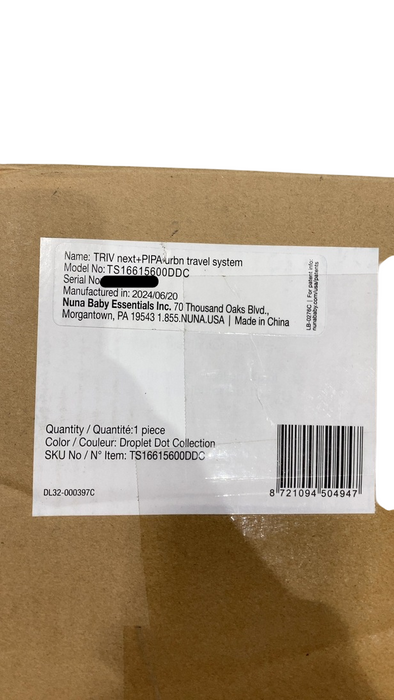 Name: TRIV next+PIPA urbn travel system
Model No: TS16615600DDC
Serial No
Manufactured in: 2024/06/20
Nuna Baby Essentials Inc. 70 Thousand Oaks Blvd.,
Morgantown, PA 19543 1.855.NUNA.USA | Made in China
LB-0276C | For patent info:
nunababy.com/usa/patents
Quantity / Quantité:1 piece
Color / Couleur: Droplet Dot Collection
SKU No / N° Item: TS16615600DDC
DL32-000397C
8 721094 504947